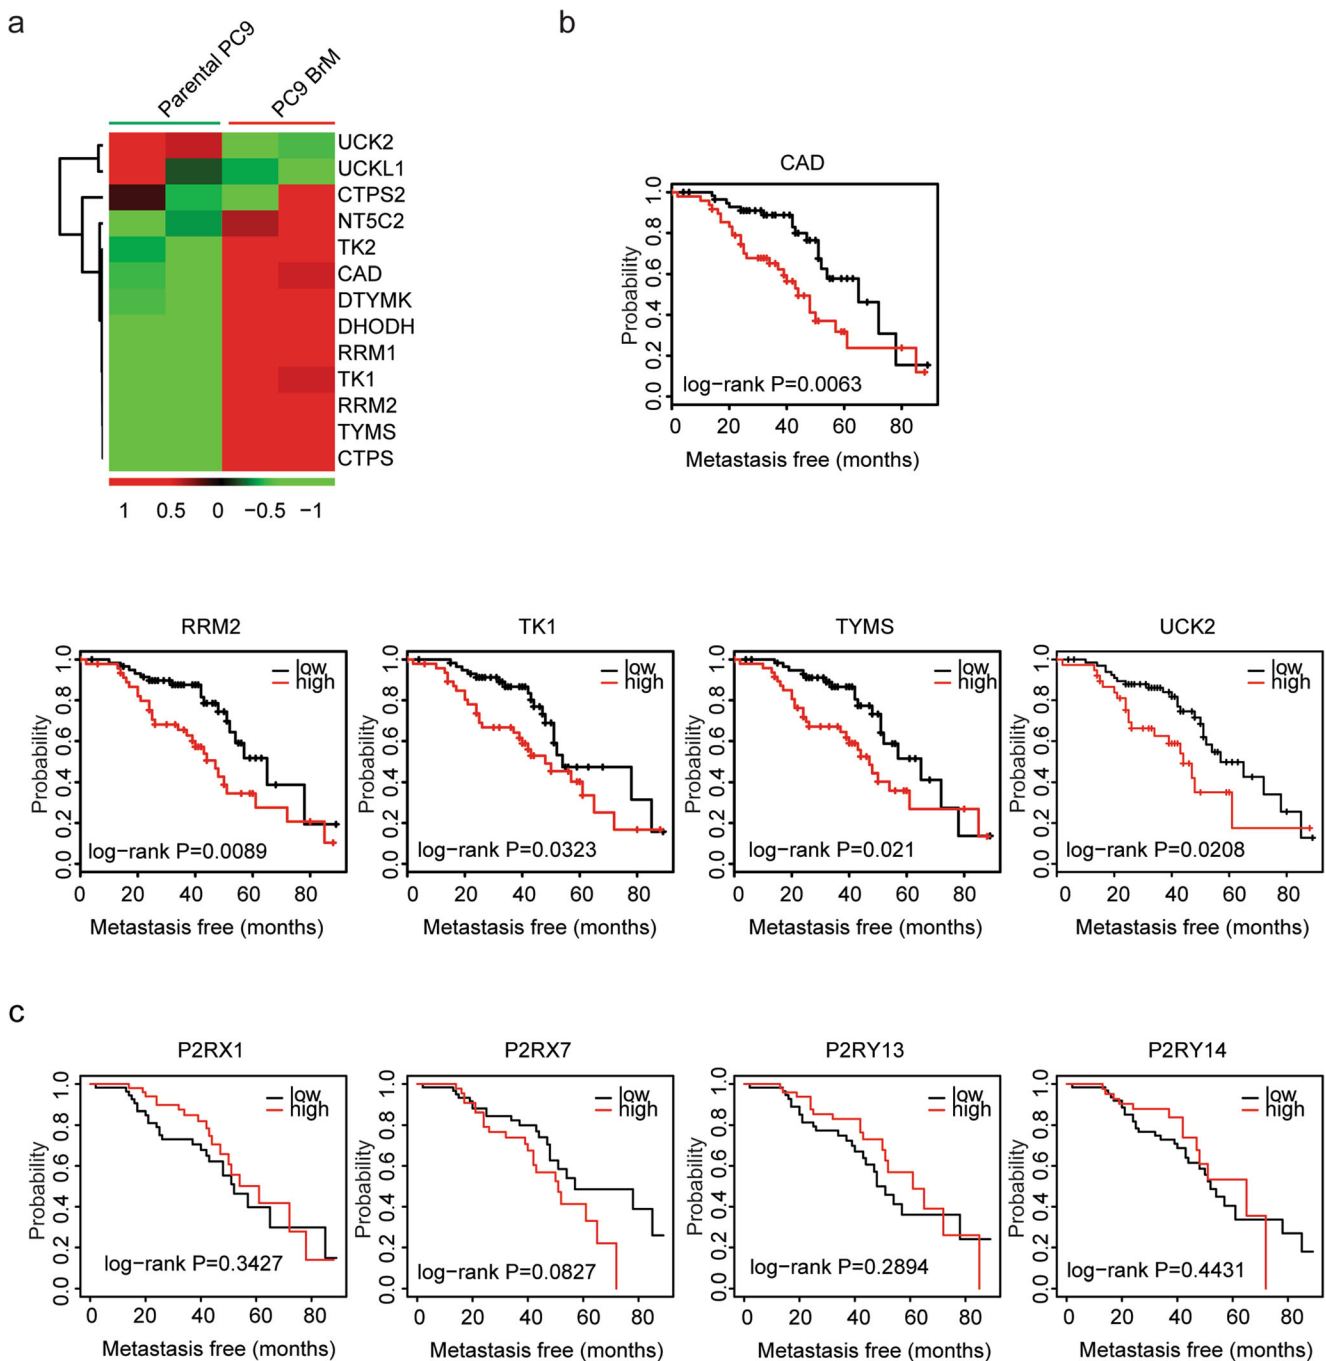 a
b
Parental PC9
PC9 BrM
UCK2
UCKL1
CTPS2
NT5C2
TK2
CAD
DTYMK
DHODH
RRM1
TK1
RRM2
TYMS
CTPS
1 0.5 0 −0.5 −1
CAD
Probability
0.0 0.2 0.4 0.6 0.8 1.0
log−rank P=0.0063
0 20 40 60 80
Metastasis free (months)
RRM2
Probability
0.0 0.2 0.4 0.6 0.8 1.0
low
high
log−rank P=0.0089
0 20 40 60 80
Metastasis free (months)
TK1
Probability
0.0 0.2 0.4 0.6 0.8 1.0
low
high
log−rank P=0.0323
0 20 40 60 80
Metastasis free (months)
TYMS
Probability
0.0 0.2 0.4 0.6 0.8 1.0
low
high
log−rank P=0.021
0 20 40 60 80
Metastasis free (months)
UCK2
Probability
0.0 0.2 0.4 0.6 0.8 1.0
low
high
log−rank P=0.0208
0 20 40 60 80
Metastasis free (months)
c
P2RX1
Probability
0.0 0.2 0.4 0.6 0.8 1.0
low
high
log−rank P=0.3427
0 20 40 60 80
Metastasis free (months)
P2RX7
Probability
0.0 0.2 0.4 0.6 0.8 1.0
low
high
log−rank P=0.0827
0 20 40 60 80
Metastasis free (months)
P2RY13
Probability
0.0 0.2 0.4 0.6 0.8 1.0
low
high
log−rank P=0.2894
0 20 40 60 80
Metastasis free (months)
P2RY14
Probability
0.0 0.2 0.4 0.6 0.8 1.0
low
high
log−rank P=0.4431
0 20 40 60 80
Metastasis free (months)